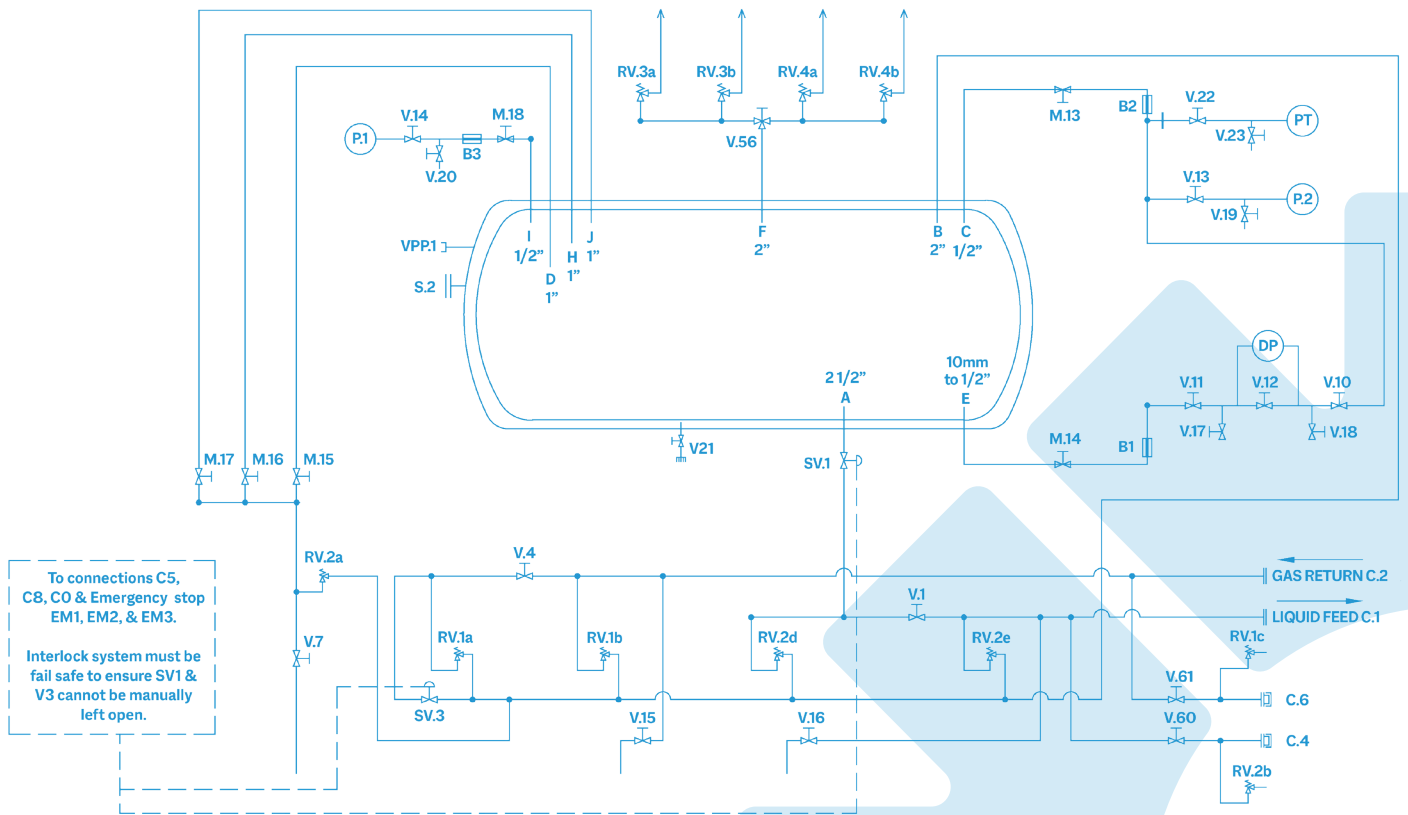 RV.3a
RV.3b
RV.4a
RV.4b
V.14
M.18
P.1
B3
V.20
V.56
M.13
B2
V.22
PT
V.23
V.13
P.2
V.19
VPP.1
S.2
I
1/2”
D
1”
H
1”
J
1”
F
2”
B
2”
C
1/2”
2 1/2”
A
10mm
to 1/2”
E
DP
V.11
V.12
V.10
V.17
V.18
M.14
B1
V21
SV.1
M.17
M.16
M.15
To connections C5,
C8, CO & Emergency stop
EM1, EM2, & EM3.
Interlock system must be
fail safe to ensure SV1 &
V3 cannot be manually
left open.
RV.2a
V.7
V.4
V.1
GAS RETURN C.2
LIQUID FEED C.1
RV.1a
RV.1b
RV.2d
RV.2e
RV.1c
SV.3
V.15
V.16
V.61
C.6
V.60
C.4
RV.2b